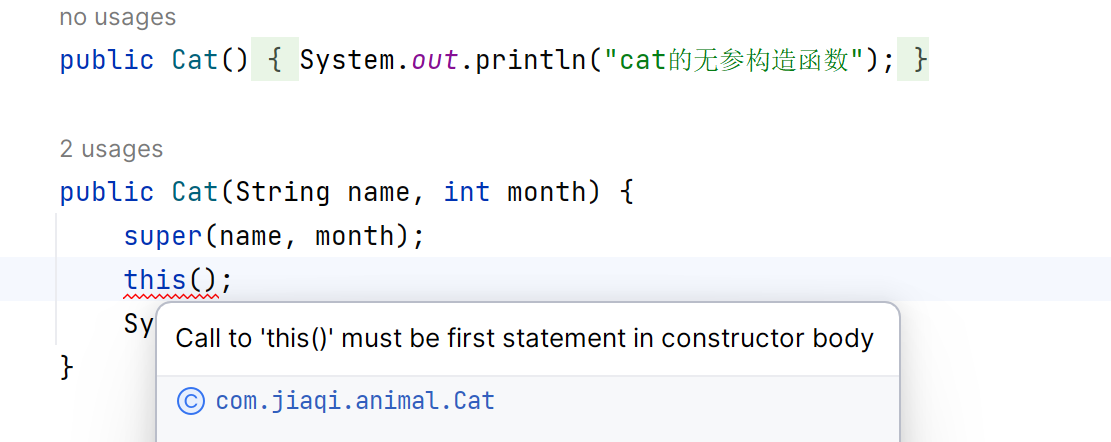 no usages
public Cat() { System.out.println("cat的无参构造函数"); }
2 usages
public Cat(String name, int month) {
super(name, month);
this();
Sy
Call to 'this()' must be first statement in constructor body
}
com.jiaqi.animal.Cat